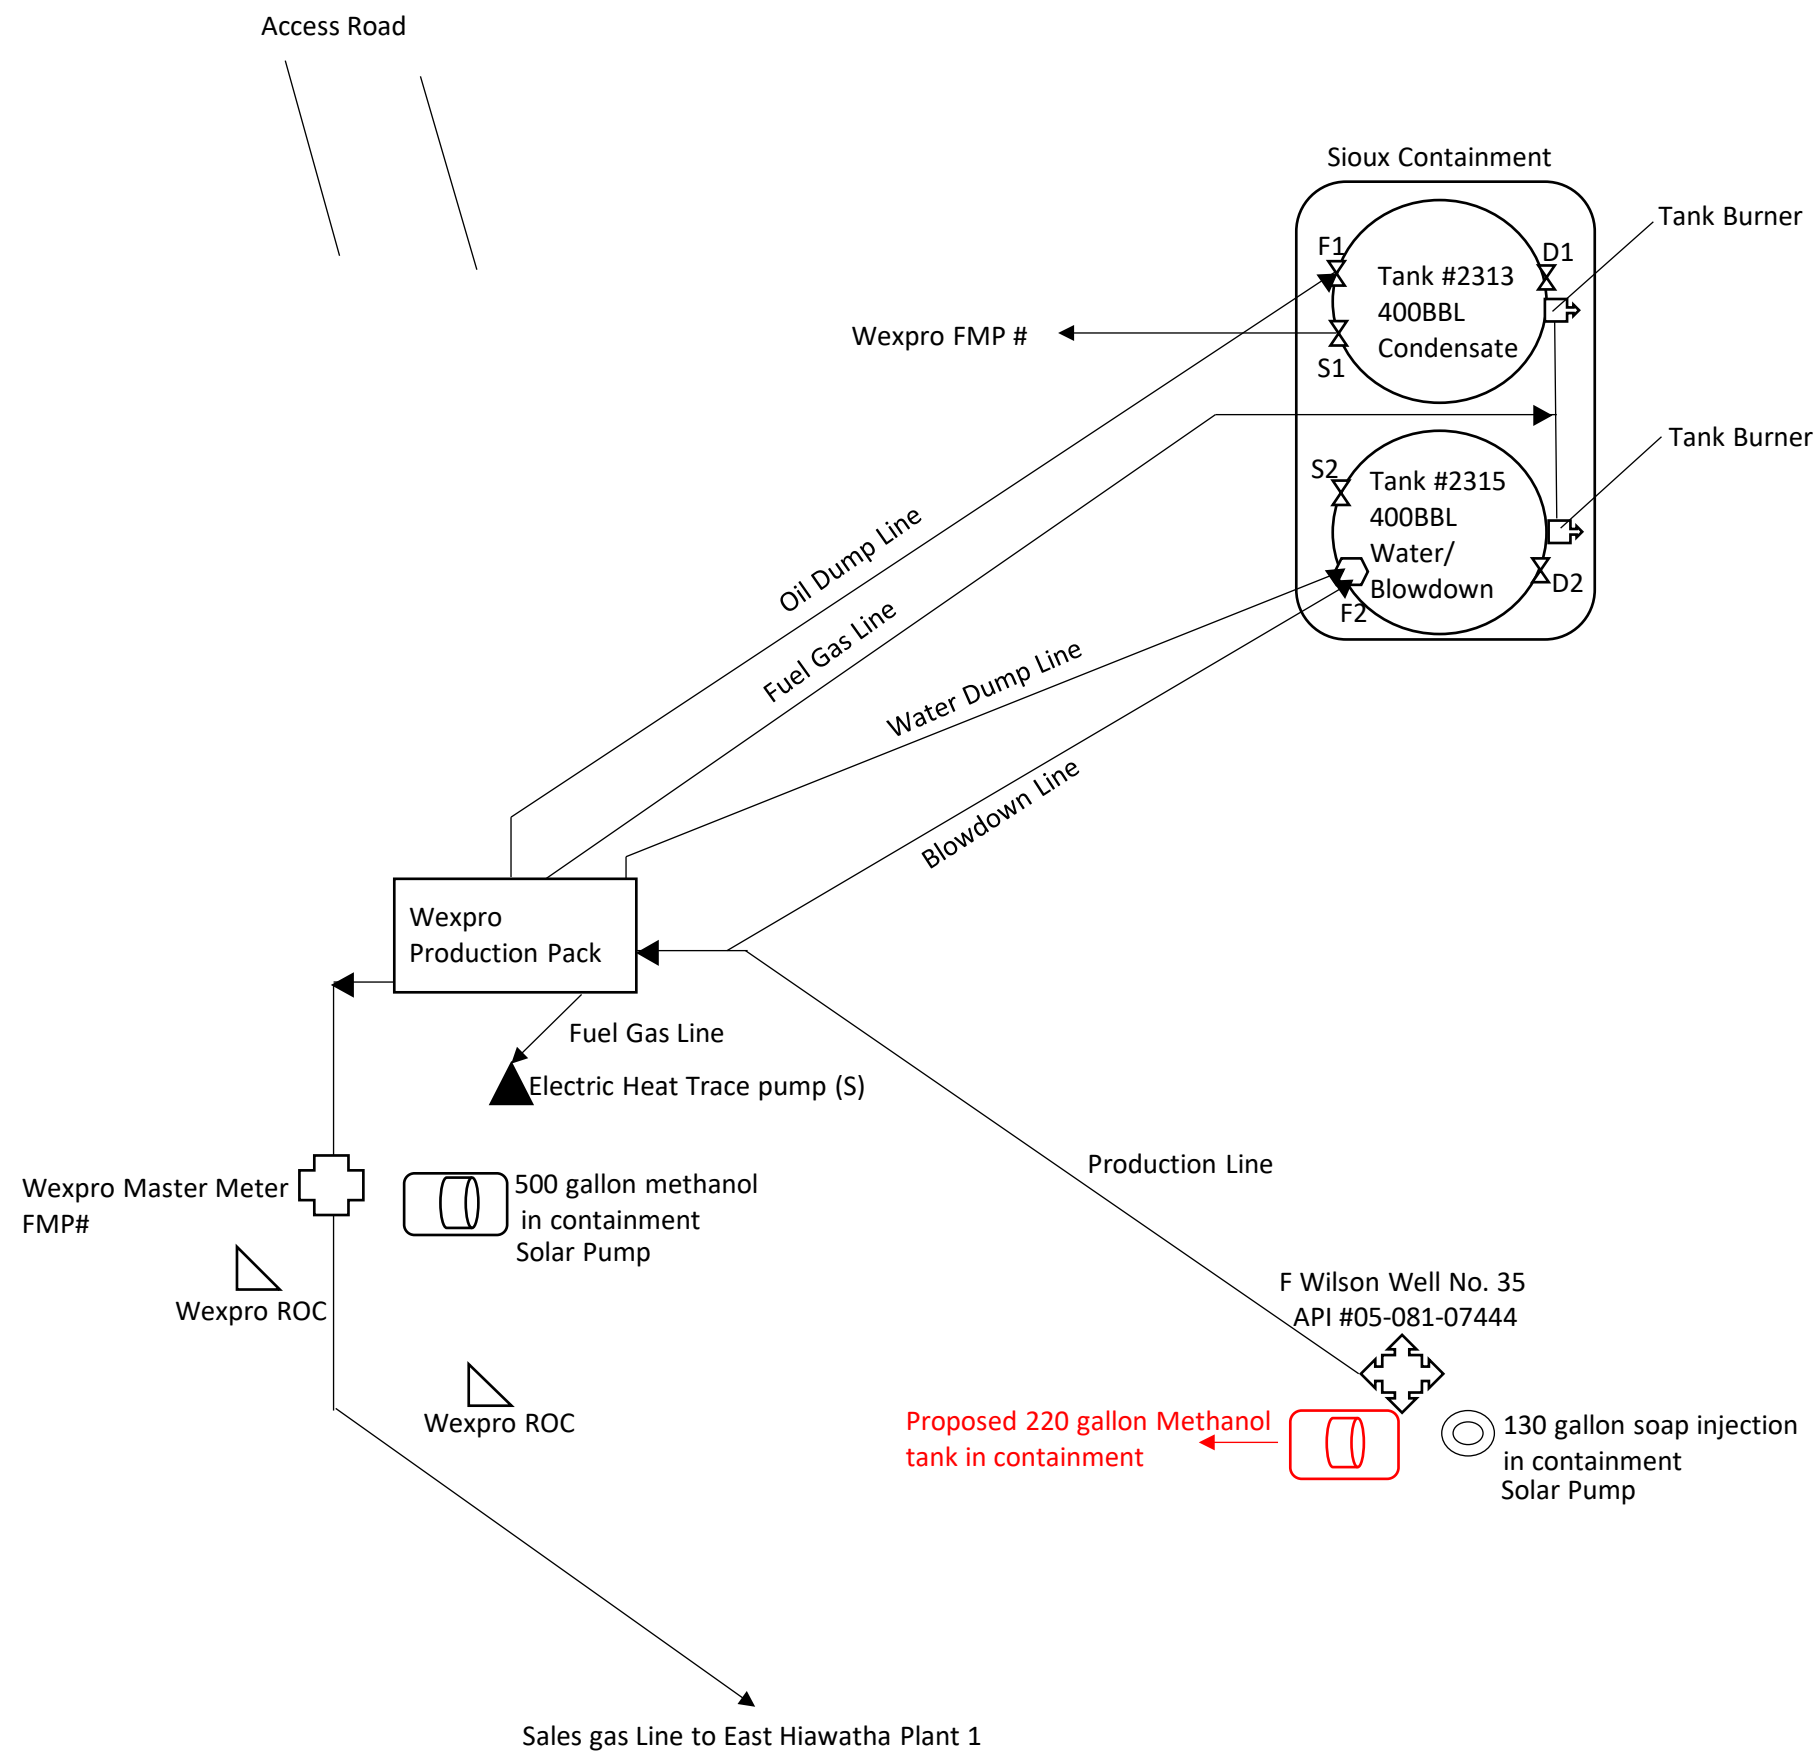 Access Road
Sioux Containment
Tank Burner
F1
D1
Tank #2313
400BBL
Condensate
Wexpro FMP #
S1
Tank Burner
S2
Tank #2315
400BBL
Water/
Blowdown
D2
F2
Oil Dump Line
Fuel Gas Line
Water Dump Line
Blowdown Line
Wexpro
Production Pack
Fuel Gas Line
Electric Heat Trace pump (S)
Production Line
Wexpro Master Meter
FMP#
500 gallon methanol
in containment
Solar Pump
Wexpro ROC
F Wilson Well No. 35
API #05-081-07444
Wexpro ROC
Proposed 220 gallon Methanol
tank in containment
130 gallon soap injection
in containment
Solar Pump
Sales gas Line to East Hiawatha Plant 1